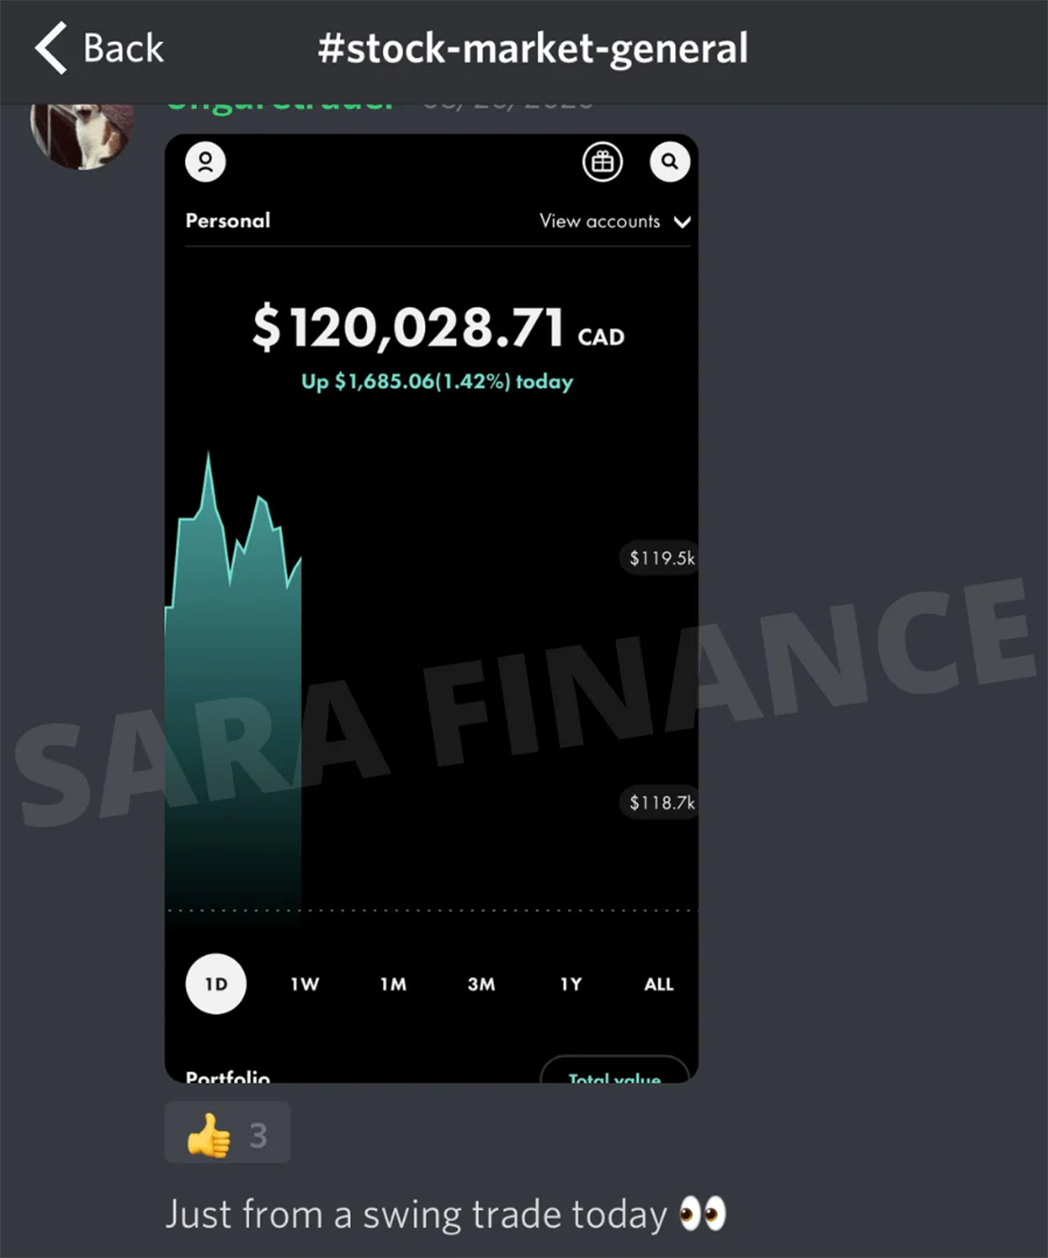 Back
#stock-market-general
Personal
View accounts
$120,028.71 CAD
Up $1,685.06(1.42%) today
$119.5k
SARA FINANCE
$118.7k
1D 1W 1M 3M 1Y ALL
Portfolio
Total value
3
Just from a swing trade today 👀